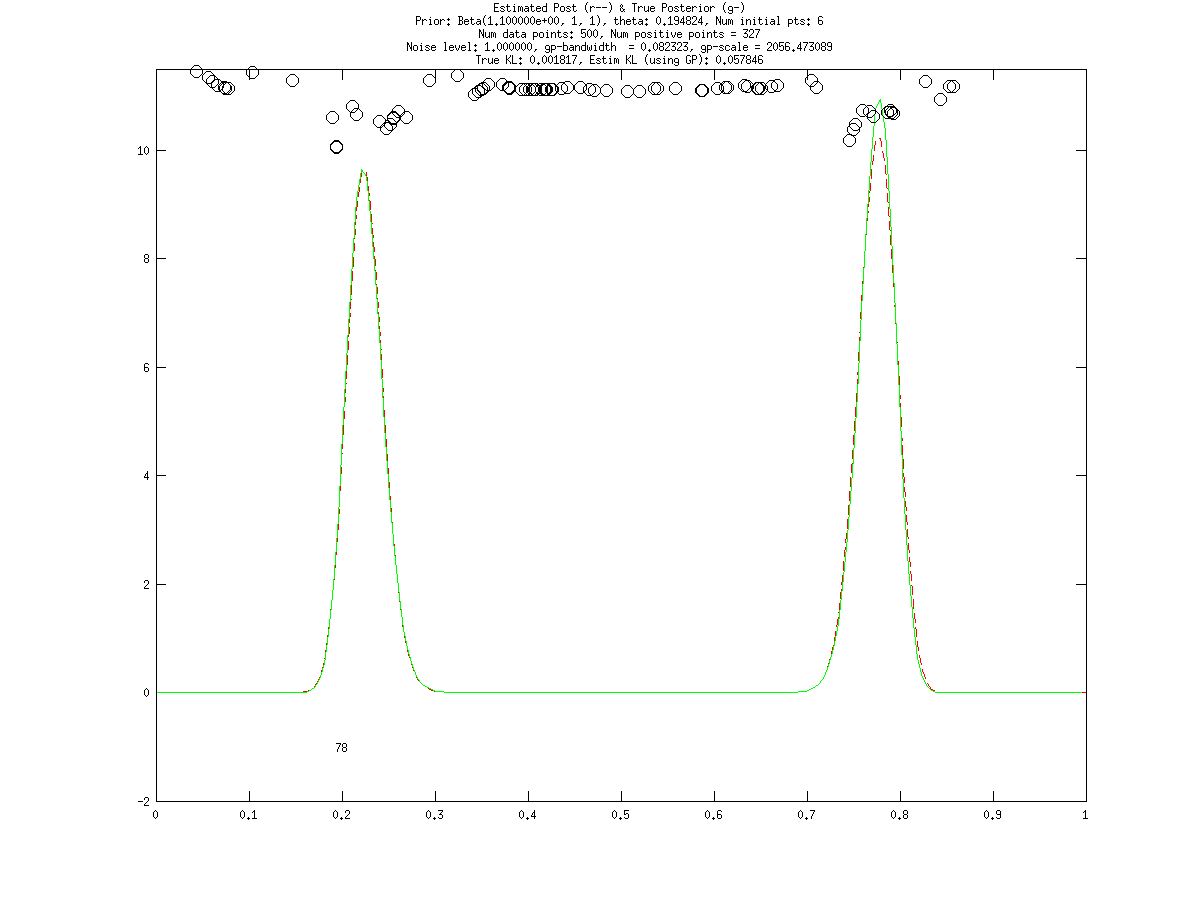 Estimated Post (r--) & True Posterior (g-)
Prior: Beta(1.100000e+00, 1, 1), theta: 0.194824, Num initial pts: 6
Num data points: 500, Num positive points = 327
Noise level: 1.000000, gp-bandwidth  = 0.082323, gp-scale = 2056.473089
True KL: 0.001817, Estim KL (using GP): 0.057846
10
8
6
4
2
0
78
-2
0 0.1 0.2 0.3 0.4 0.5 0.6 0.7 0.8 0.9 1